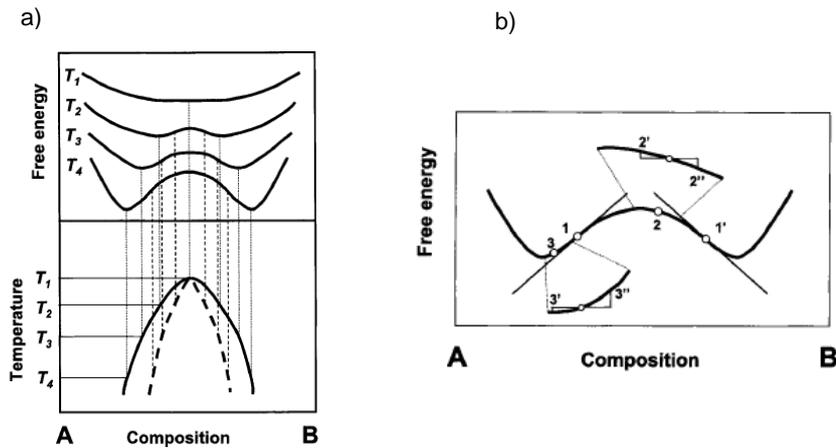 a)
Free energy
T1
T2
T3
T4
Temperature
T1
T2
T3
T4
A
Composition
B
b)
Free energy
2'
2''
1
2
3
1'
3'
3''
A
Composition
B